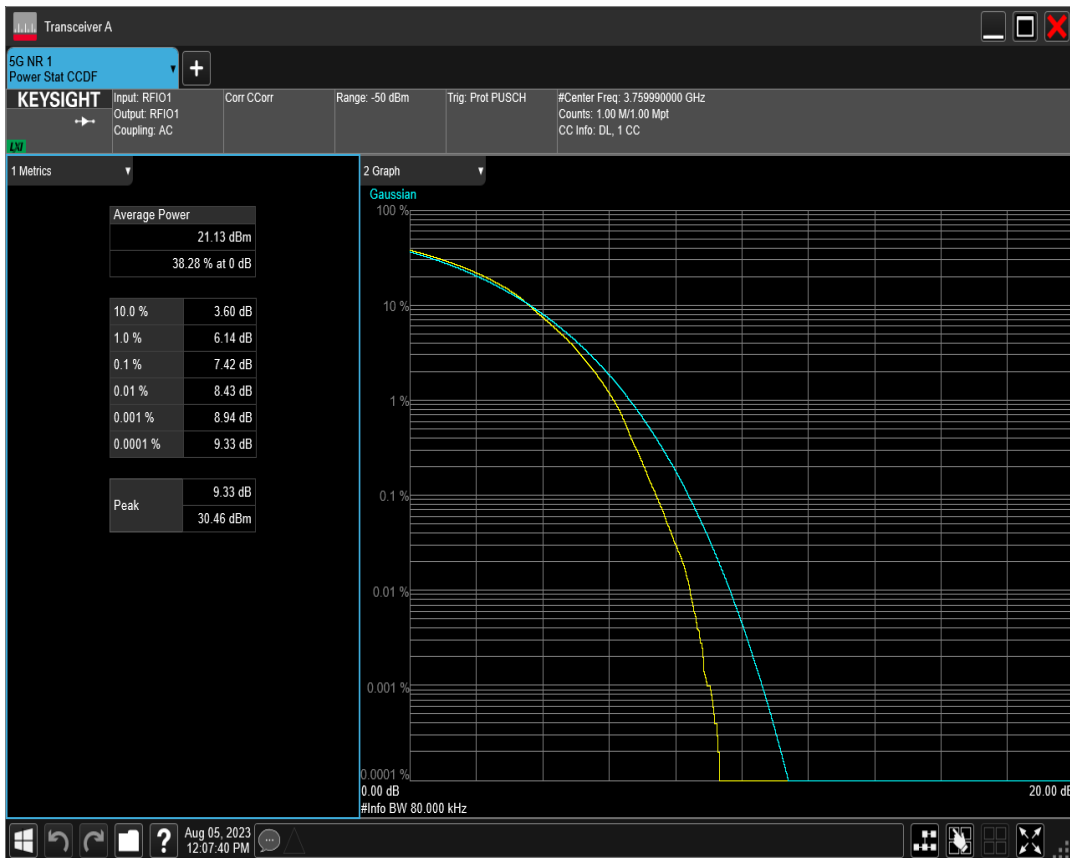 Transceiver A
5G NR 1
Power Stat CCDF
+
KEYSIGHT
LXI
Input: RFIO1
Output: RFIO1
Coupling: AC
Corr CCorr
Range: -50 dBm
Trig: Prot PUSCH
#Center Freq: 3.759990000 GHz
Counts: 1.00 M/1.00 Mpt
CC Info: DL, 1 CC
1 Metrics
Average Power
21.13 dBm
38.28 % at 0 dB
10.0 % 3.60 dB
1.0 % 6.14 dB
0.1 % 7.42 dB
0.01 % 8.43 dB
0.001 % 8.94 dB
0.0001 % 9.33 dB
Peak
9.33 dB
30.46 dBm
2 Graph
Gaussian
100 %
10 %
1 %
0.1 %
0.01 %
0.001 %
0.0001 %
0.00 dB 20.00 dB
#Info BW 80.000 kHz
?
Aug 05, 2023
12:07:40 PM